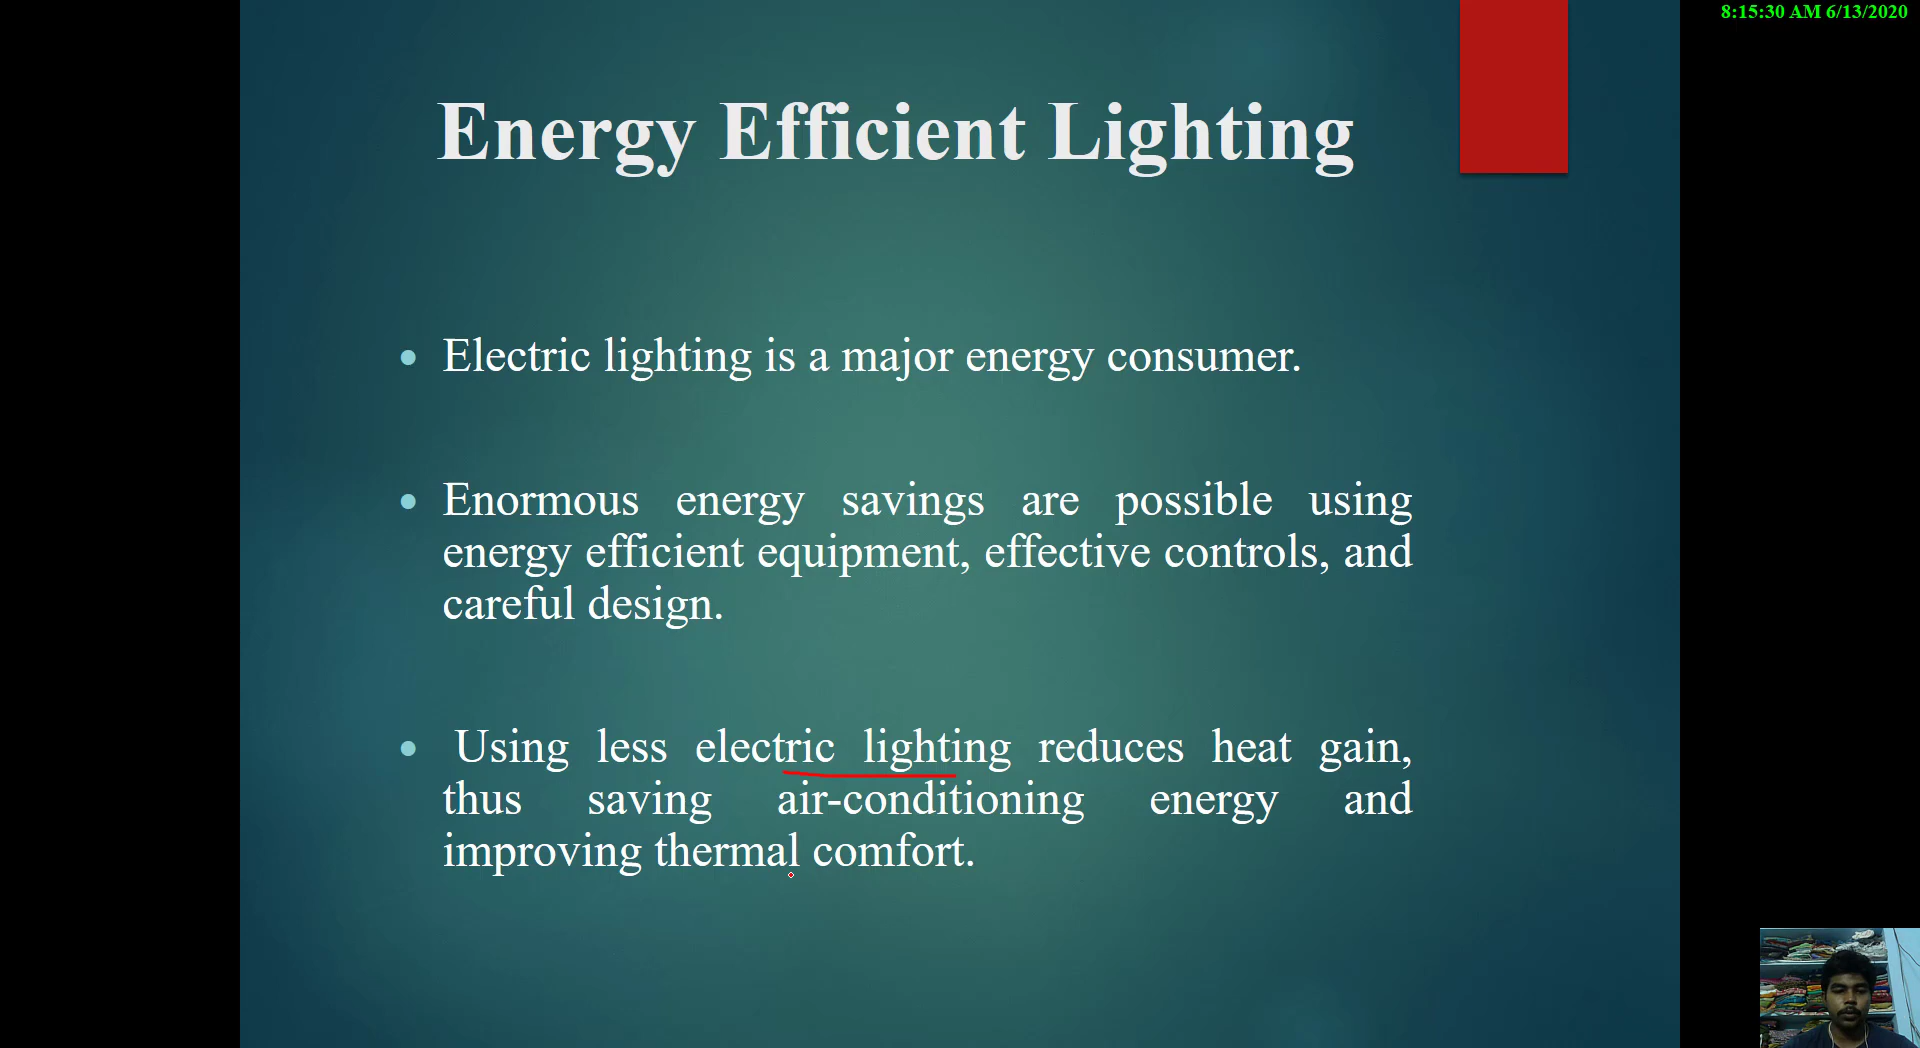 8:15:30 AM 6/13/2020
Energy Efficient Lighting
• Electric lighting is a major energy consumer.
• Enormous energy savings are possible using
energy efficient equipment, effective controls, and
careful design.
• Using less electric lighting reduces heat gain,
thus saving air-conditioning energy and
improving thermal comfort.